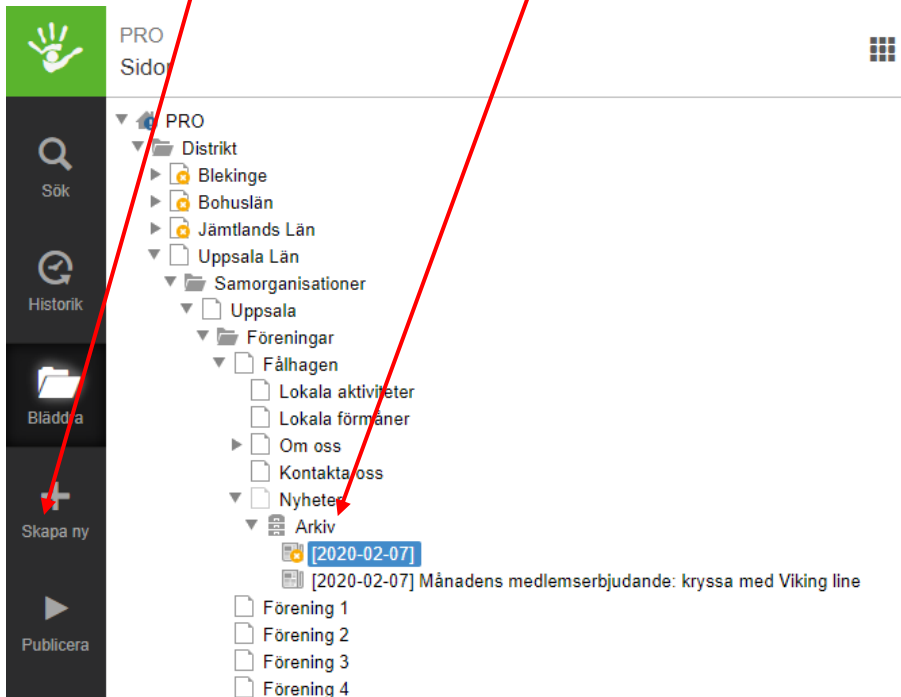 PRO
Sidor
Sök
Historik
Bläddra
Skapa ny
Publicera
PRO
Distrikt
Blekinge
Bohuslän
Jämtlands Län
Uppsala Län
Samorganisationer
Uppsala
Föreningar
Fålhagen
Lokala aktiviteter
Lokala förmåner
Om oss
Kontakta oss
Nyheter
Arkiv
[2020-02-07]
[2020-02-07] Månadens medlemserbjudande: kryssa med Viking line
Förening 1
Förening 2
Förening 3
Förening 4